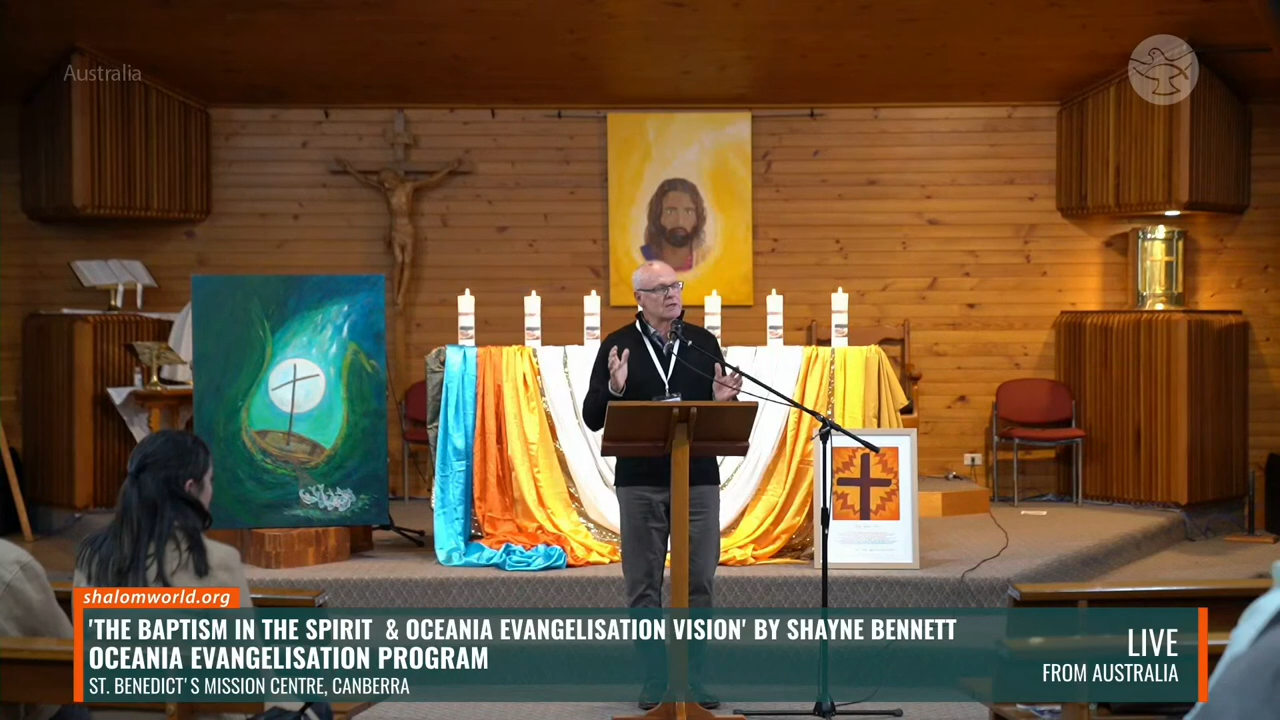 Australia
shalomworld.org
'THE BAPTISM IN THE SPIRIT & OCEANIA EVANGELISATION VISION' BY SHAYNE BENNETT
OCEANIA EVANGELISATION PROGRAM
ST. BENEDICT'S MISSION CENTRE, CANBERRA
LIVE
FROM AUSTRALIA